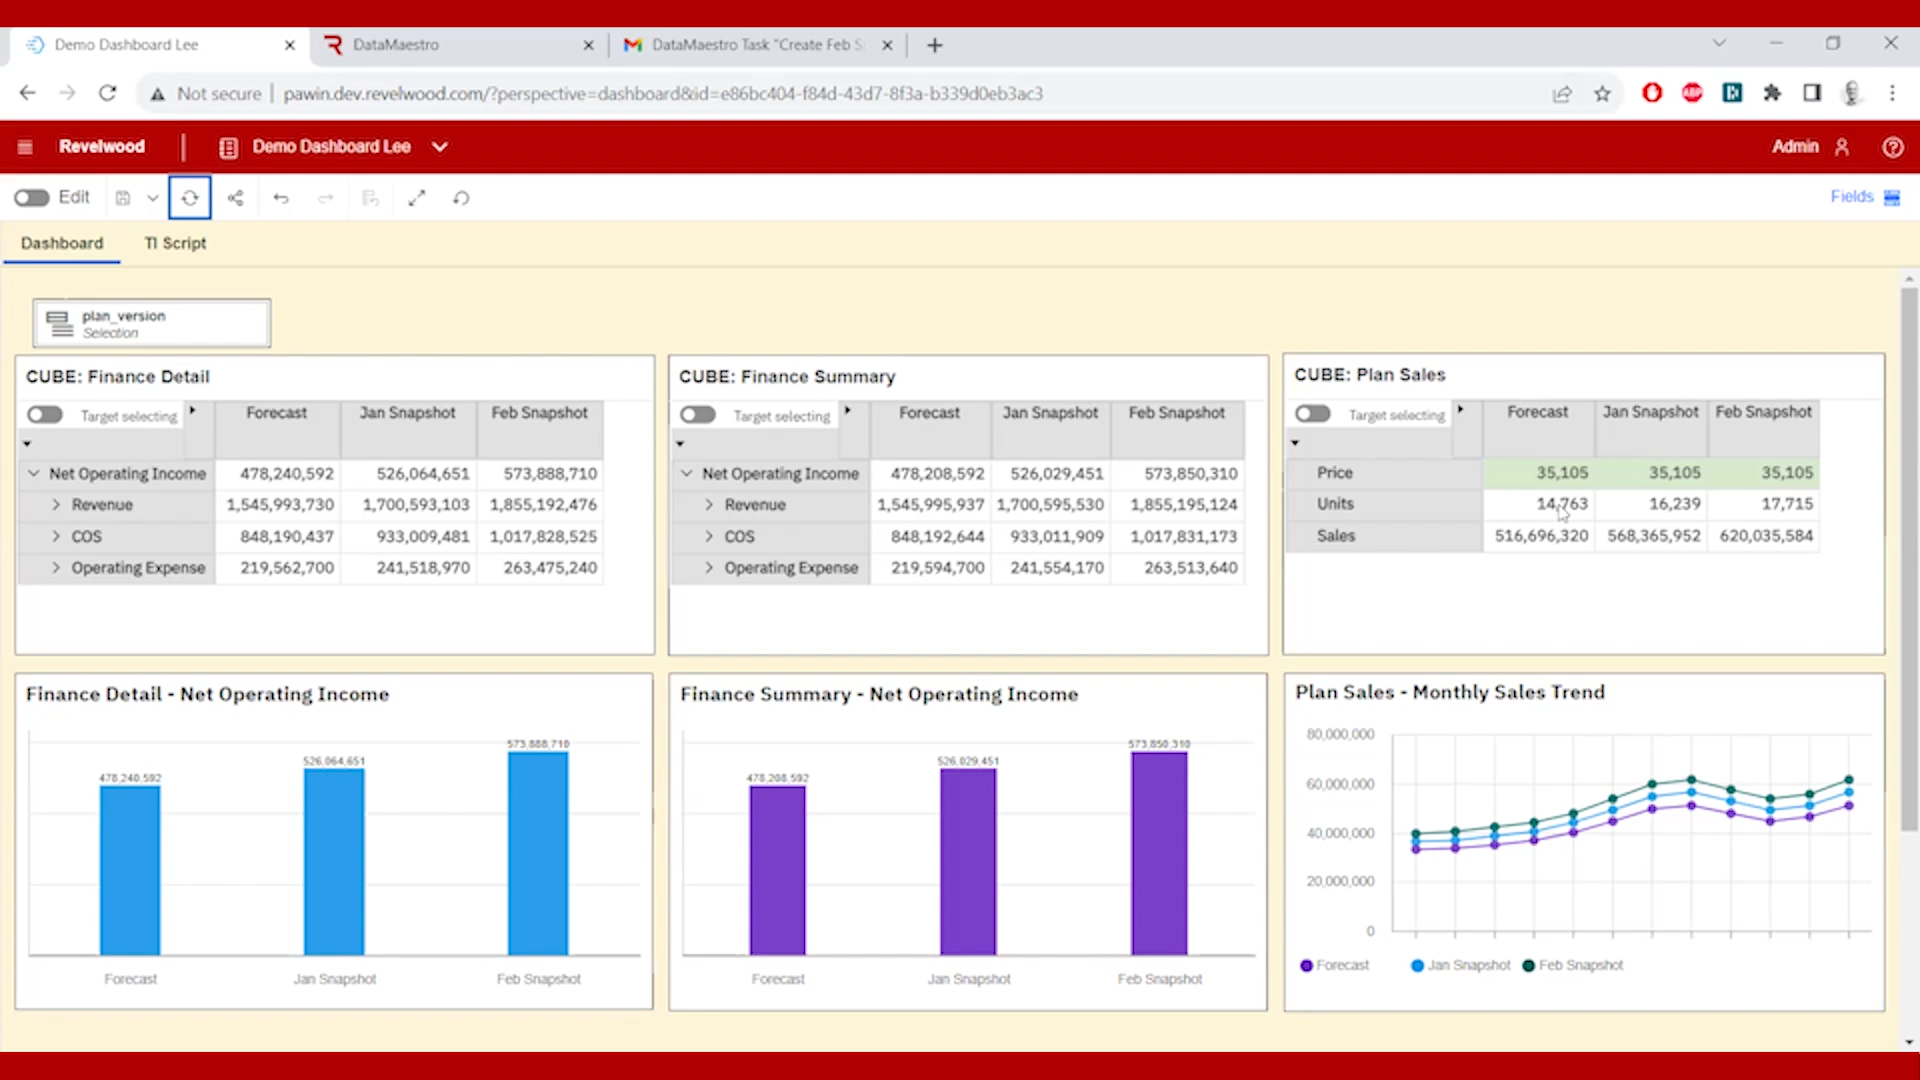 Demo Dashboard Lee
DataMaestro
DataMaestro Task "Create Feb S
Not secure
pawin.dev.revelwood.com/?perspective=dashboard&id=e86bc404-f84d-43d7-8f3a-b339d0eb3ac3
Revelwood
Demo Dashboard Lee
Admin
Edit
Fields
Dashboard
TI Script
plan_version
Selection
CUBE: Finance Detail
Target selecting
Forecast Jan Snapshot Feb Snapshot
Net Operating Income 478,240,592 526,064,651 573,888,710
Revenue 1,545,993,730 1,700,593,103 1,855,192,476
COS 848,190,437 933,009,481 1,017,828,525
Operating Expense 219,562,700 241,518,970 263,475,240
CUBE: Finance Summary
Target selecting
Forecast Jan Snapshot Feb Snapshot
Net Operating Income 478,208,592 526,029,451 573,850,310
Revenue 1,545,995,937 1,700,595,530 1,855,195,124
COS 848,192,644 933,011,909 1,017,831,173
Operating Expense 219,594,700 241,554,170 263,513,640
CUBE: Plan Sales
Target selecting
Forecast Jan Snapshot Feb Snapshot
Price 35,105 35,105 35,105
Units 14,763 16,239 17,715
Sales 516,696,320 568,365,952 620,035,584
Finance Detail - Net Operating Income
573,888,710
526,064,651
478,240,592
Forecast Jan Snapshot Feb Snapshot
Finance Summary - Net Operating Income
573,850,310
526,029,451
478,208,592
Forecast Jan Snapshot Feb Snapshot
Plan Sales - Monthly Sales Trend
80,000,000
60,000,000
40,000,000
20,000,000
0
Forecast Jan Snapshot Feb Snapshot